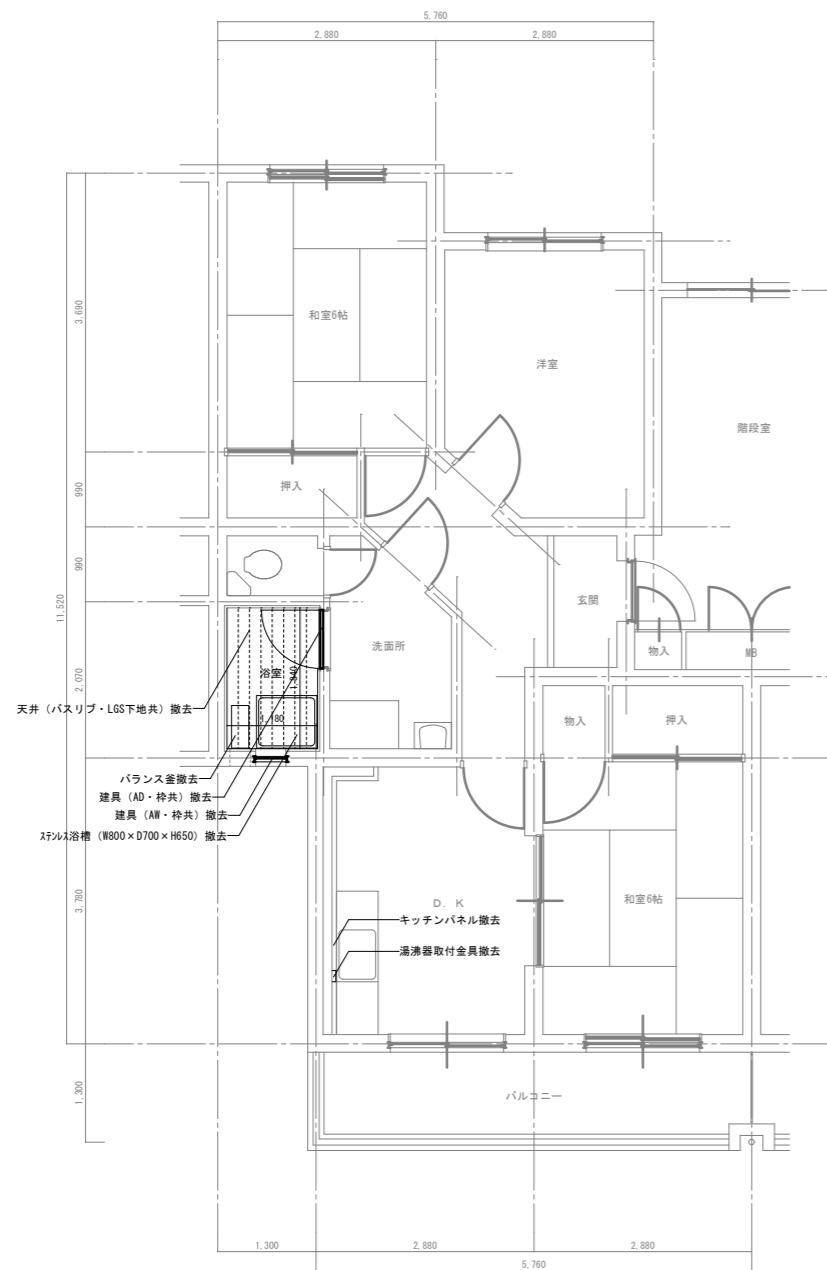 5,760
2,880
2,880
3,690
和室6帖
洋室
階段室
990
押入
11,520
990
玄関
洗面所
物入
MB
2,070
浴室
1,340
天井（バスリブ・LGS下地共）撤去
1,180
物入
押入
バランス釜撤去
建具（AD・枠共）撤去
建具（AW・枠共）撤去
ステンレス浴槽（W800×D700×H650）撤去
3,780
D．K
和室6帖
キッチンパネル撤去
湯沸器取付金具撤去
1,300
バルコニー
1,300
2,880
2,880
5,760